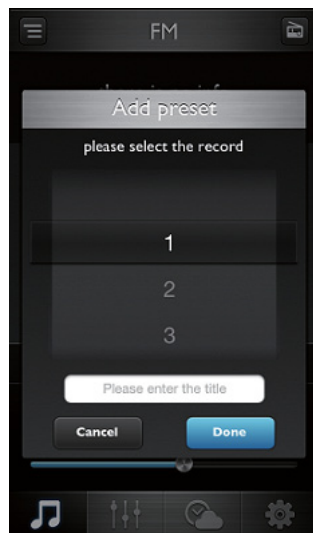 FM
Add preset
please select the record
1
2
3
Please enter the title
Cancel
Done